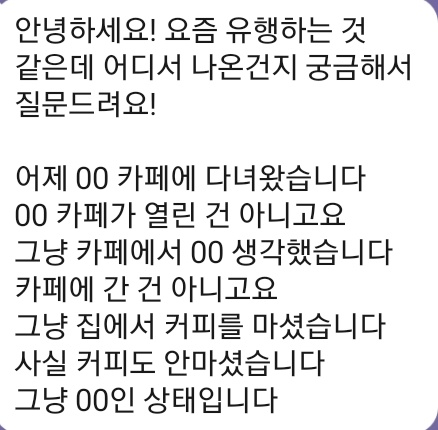 안녕하세요! 요즘 유행하는 것
같은데 어디서 나온건지 궁금해서
질문드려요!
어제 00 카페에 다녀왔습니다
00 카페가 열린 건 아니고요
그냥 카페에서 00 생각했습니다
카페에 간 건 아니고요
그냥 집에서 커피를 마셨습니다
사실 커피도 안마셨습니다
그냥 00인 상태입니다